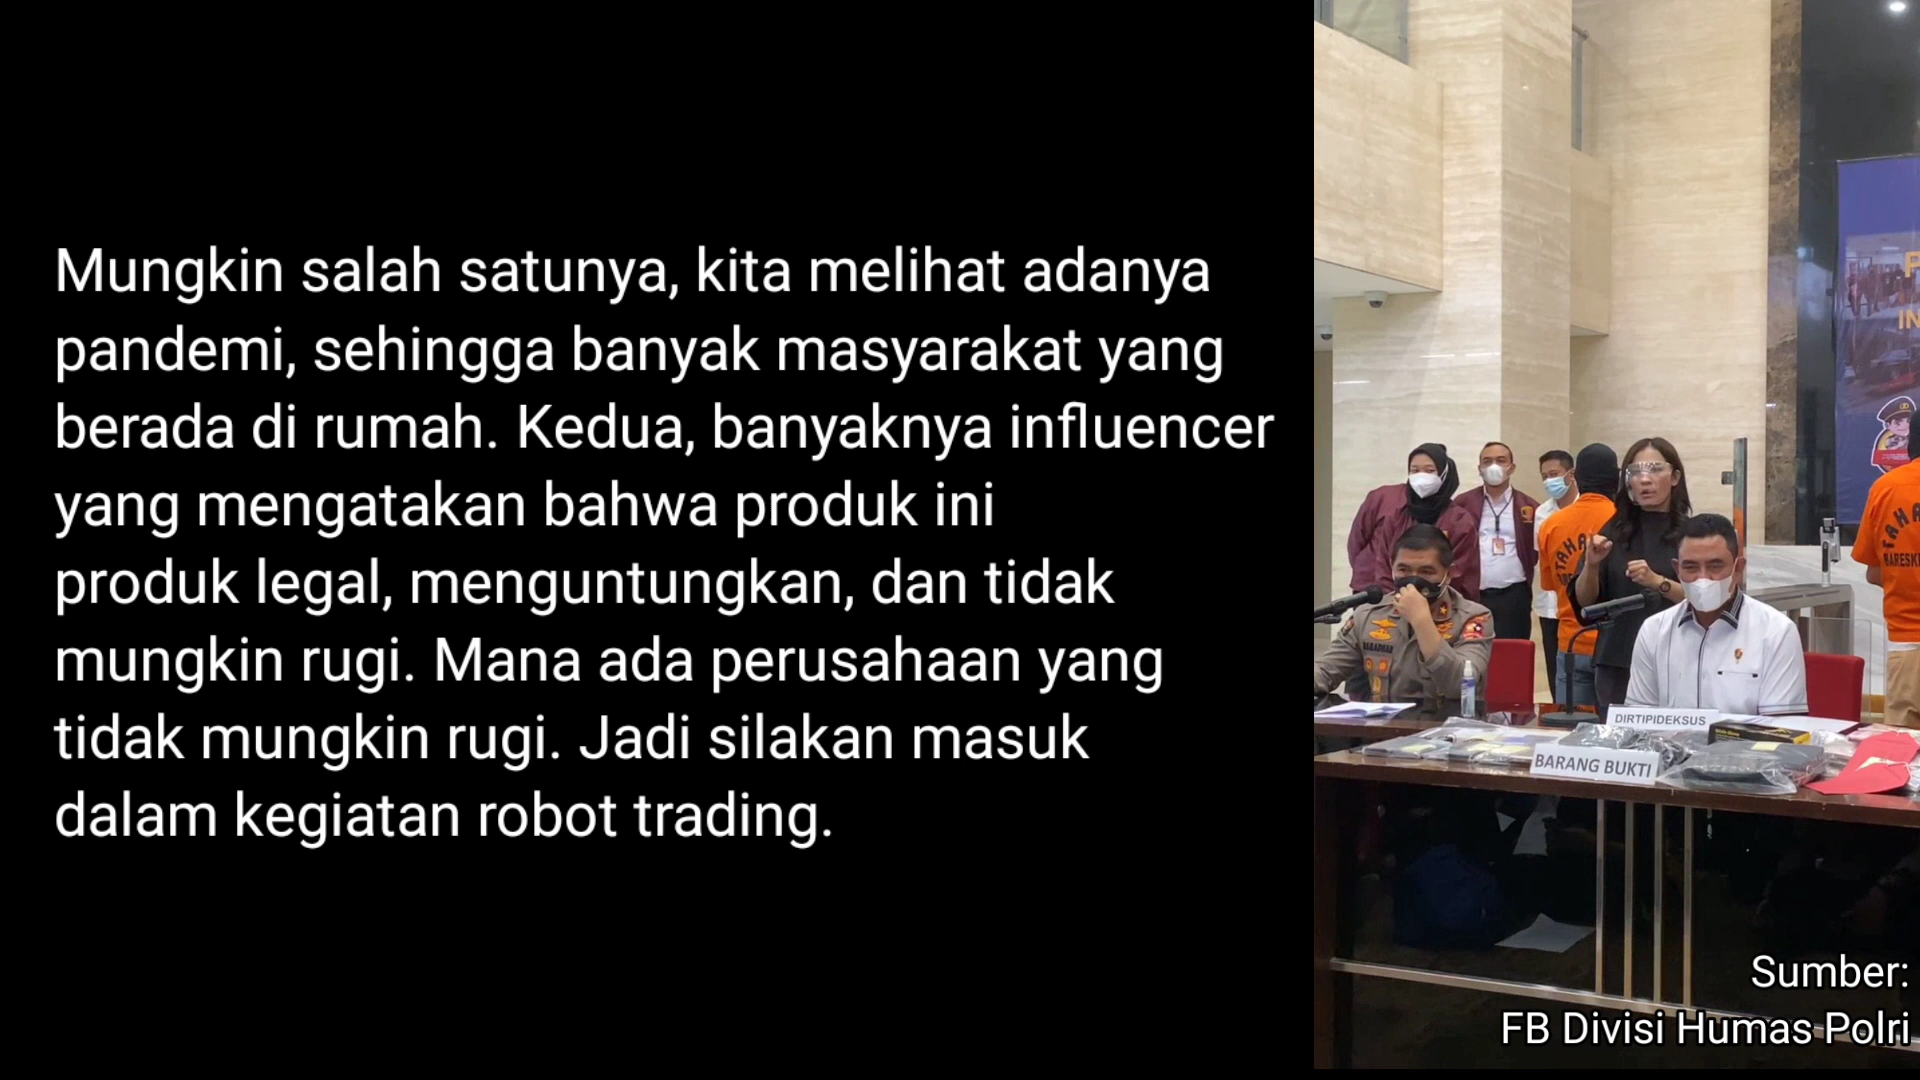 Mungkin salah satunya, kita melihat adanya
pandemi, sehingga banyak masyarakat yang
berada di rumah. Kedua, banyaknya influencer
yang mengatakan bahwa produk ini
produk legal, menguntungkan, dan tidak
mungkin rugi. Mana ada perusahaan yang
tidak mungkin rugi. Jadi silakan masuk
dalam kegiatan robot trading.
DIRTIPIDEKSUS
BARANG BUKTI
Sumber:
FB Divisi Humas Polri